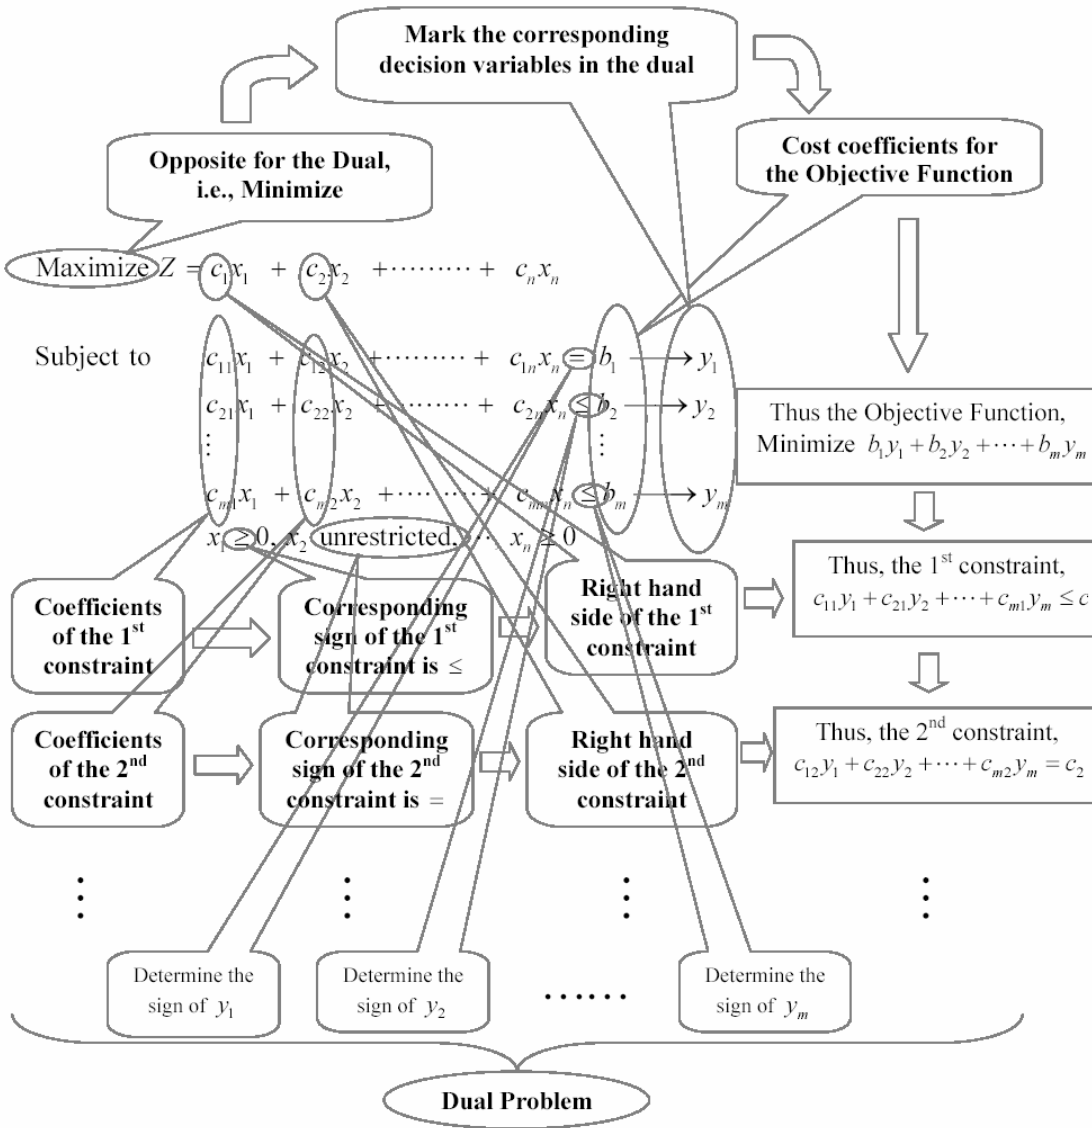 Mark the corresponding
decision variables in the dual
Opposite for the Dual,
i.e., Minimize
Cost coefficients for
the Objective Function
Maximize Z = c₁x₁ + c₂x₂ +⋯⋯⋯+ cₙxₙ
Subject to c₁₁x₁ + c₁₂x₂ +⋯⋯⋯+ c₁ₙxₙ = b₁ ⟶ y₁
c₂₁x₁ + c₂₂x₂ +⋯⋯⋯+ c₂ₙxₙ ≤ b₂ ⟶ y₂
⋮ ⋮
cₘ₁x₁ + cₘ₂x₂ +⋯⋯⋯+ cₘₙxₙ ≤ bₘ ⟶ yₘ
x₁ ≥ 0, x₂ unrestricted, ⋯, xₙ ≥ 0
Thus the Objective Function,
Minimize b₁y₁ + b₂y₂ + ⋯ + bₘyₘ
Coefficients
of the 1st
constraint
Corresponding
sign of the 1st
constraint is ≤
Right hand
side of the 1st
constraint
Thus, the 1st constraint,
c₁₁y₁ + c₂₁y₂ + ⋯ + cₘ₁yₘ ≤ c
Coefficients
of the 2nd
constraint
Corresponding
sign of the 2nd
constraint is =
Right hand
side of the 2nd
constraint
Thus, the 2nd constraint,
c₁₂y₁ + c₂₂y₂ + ⋯ + cₘ₂yₘ = c₂
⋮ ⋮ ⋮ ⋮
Determine the
sign of y₁
Determine the
sign of y₂
……
Determine the
sign of yₘ
Dual Problem